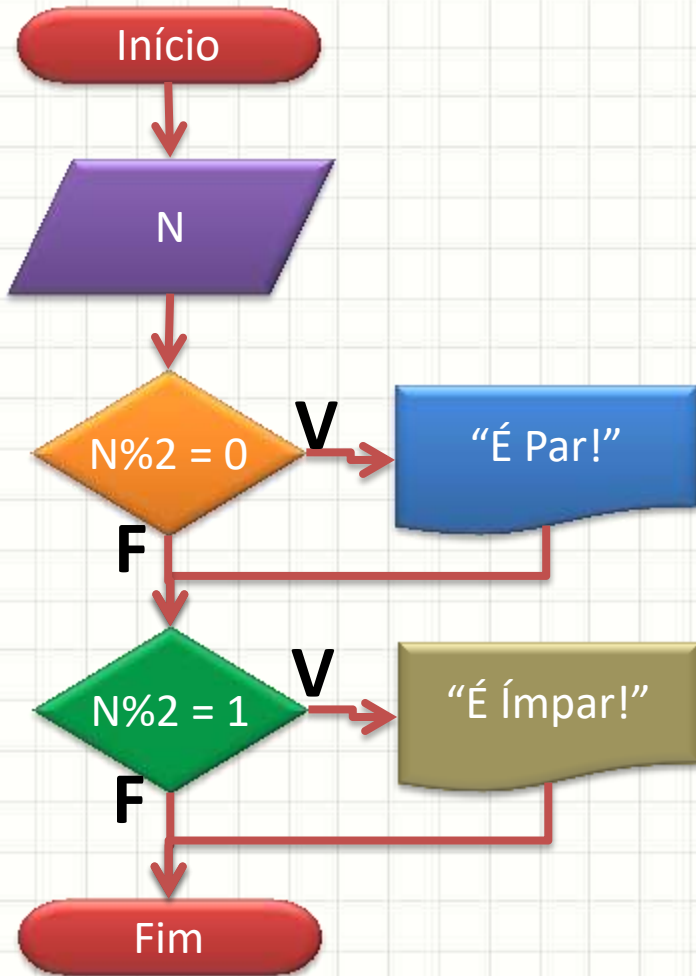 Início
N
N%2 = 0
V
“É Par!”
F
N%2 = 1
V
“É Ímpar!”
F
Fim